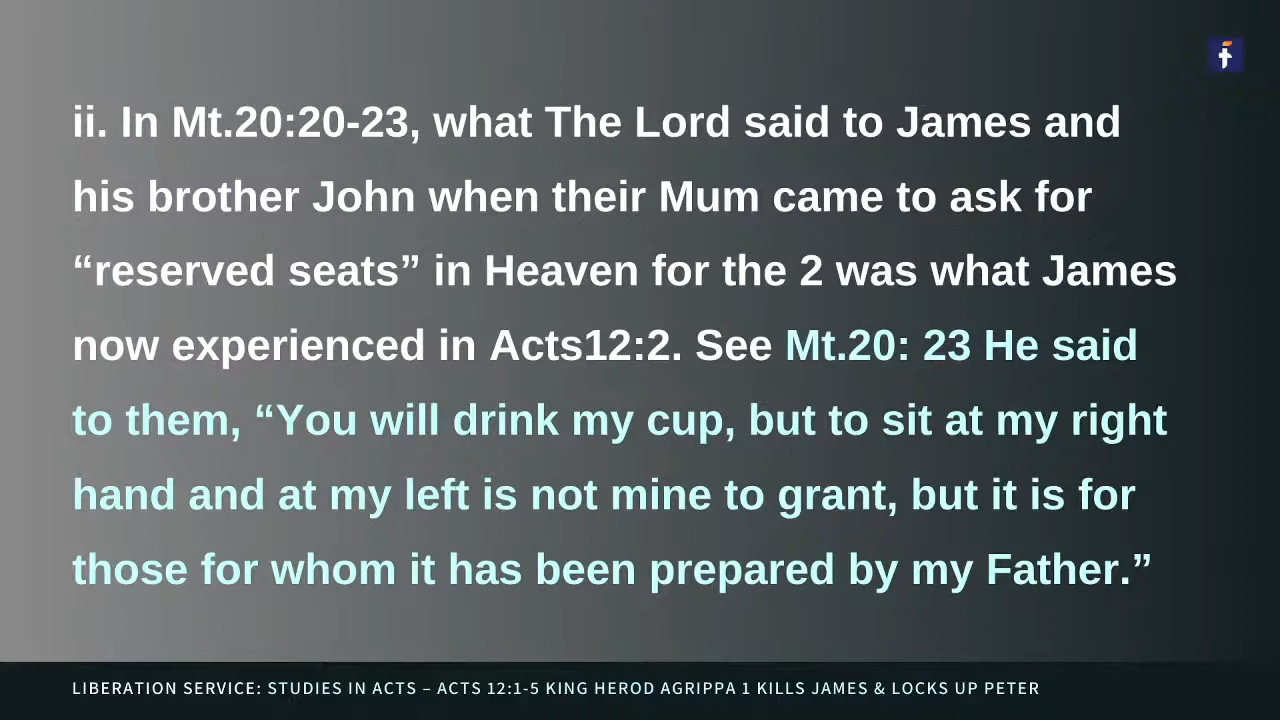 ii. In Mt.20:20-23, what The Lord said to James and
his brother John when their Mum came to ask for
“reserved seats” in Heaven for the 2 was what James
now experienced in Acts12:2. See Mt.20: 23 He said
to them, “You will drink my cup, but to sit at my right
hand and at my left is not mine to grant, but it is for
those for whom it has been prepared by my Father.”
LIBERATION SERVICE: STUDIES IN ACTS – ACTS 12:1-5 KING HEROD AGRIPPA 1 KILLS JAMES & LOCKS UP PETER